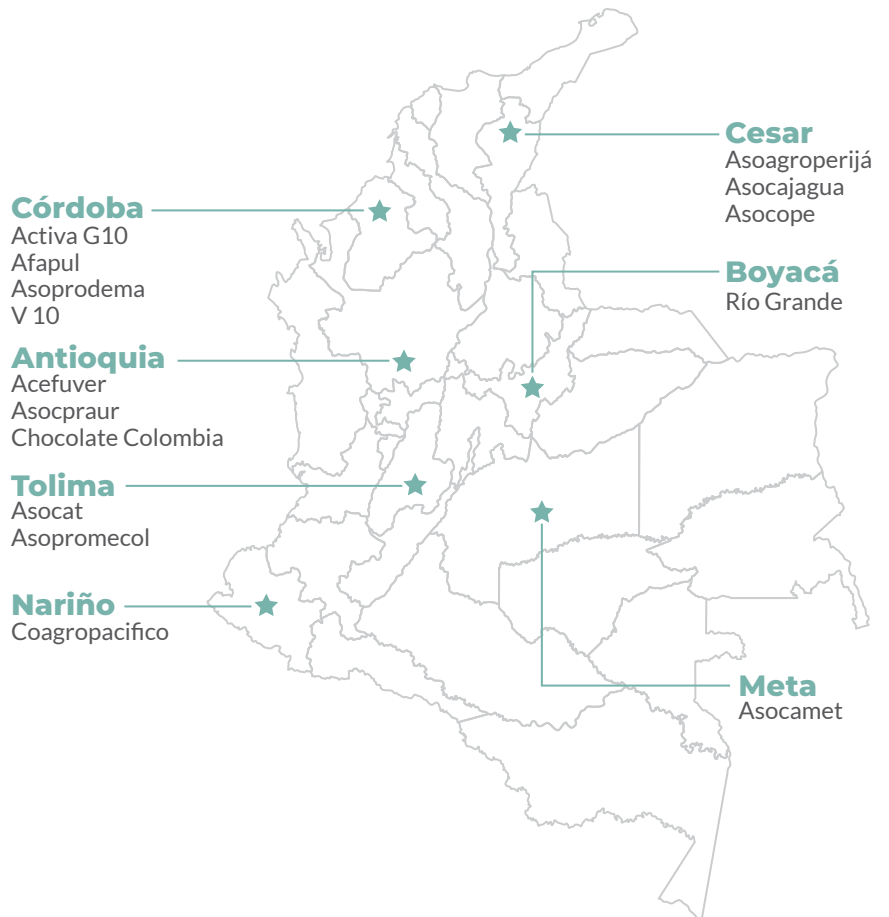 Córdoba
Activa G10
Afapul
Asoprodema
V 10
Antioquia
Acefuver
Asocpraur
Chocolate Colombia
Tolima
Asocat
Asopromecol
Nariño
Coagropacifico
Cesar
Asoagroperijá
Asocajagua
Asocope
Boyacá
Río Grande
Meta
Asocamet